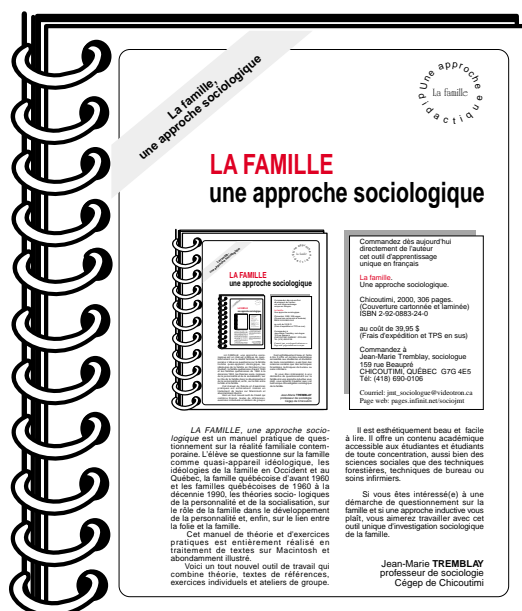 La famille,
une approche sociologique
Une approche didactique
La famille
LA FAMILLE
une approche sociologique
LA FAMILLE
une approche sociologique
Commandez dès aujourd'hui
directement de l'auteur
cet outil d'apprentissage
unique en français
La famille.
Une approche sociologique.
Chicoutimi, 2000, 306 pages.
(Couverture cartonnée et laminée)
ISBN 2-92-0883-24-0
au coût de 39,95 $
(Frais d'expédition et TPS en sus)
Commandez à
Jean-Marie Tremblay, sociologue
159 rue Beaupré
CHICOUTIMI, QUÉBEC G7G 4E5
Tél: (418) 690-0106
Courriel: jmt_sociologue@videotron.ca
Page web: pages.infinit.net/sociojmt
LA FAMILLE, une approche socio-
logique est un manuel pratique de ques-
tionnement sur la réalité familiale contem-
poraine. L'élève se questionne sur la famille
comme quasi-appareil idéologique, les
idéologies de la famille en Occident et au
Québec, la famille québécoise d'avant 1960
et les familles québécoises de 1960 à la
décennie 1990, les théories socio- logiques
de la personnalité et de la socialisation, sur
le rôle de la famille dans le développement
de la personnalité et, enfin, sur le lien entre
la folie et la famille.
Cet manuel de théorie et d'exercices
pratiques est entièrement réalisé en
traitement de textes sur Macintosh et
abondamment illustré.
Voici un tout nouvel outil de travail qui
combine théorie, textes de références,
exercices individuels et ateliers de groupe.
Il est esthétiquement beau et facile
à lire. Il offre un contenu académique
accessible aux étudiantes et étudiants
de toute concentration, aussi bien des
sciences sociales que des techniques
forestières, techniques de bureau ou
soins infirmiers.
Si vous êtes intéressé(e) à une
démarche de questionnement sur la
famille et si une approche inductive vous
plaît, vous aimerez travailler avec cet
outil unique d'investigation sociologique
de la famille.
Jean-Marie TREMBLAY
professeur de sociologie
Cégep de Chicoutimi